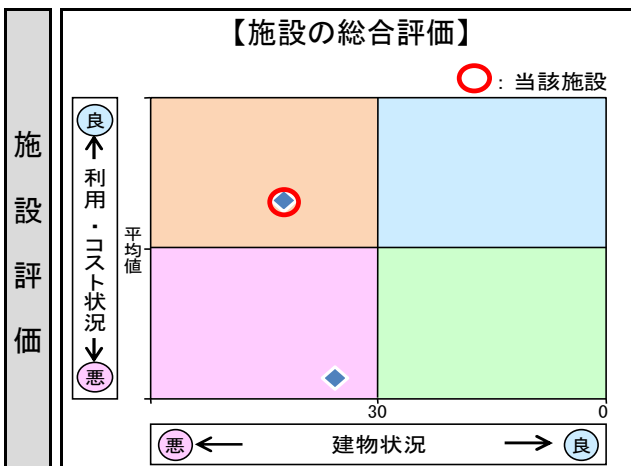 施設評価
【施設の総合評価】
：当該施設
良
利用・コスト状況
悪
平均値
30
0
悪
建物状況
良